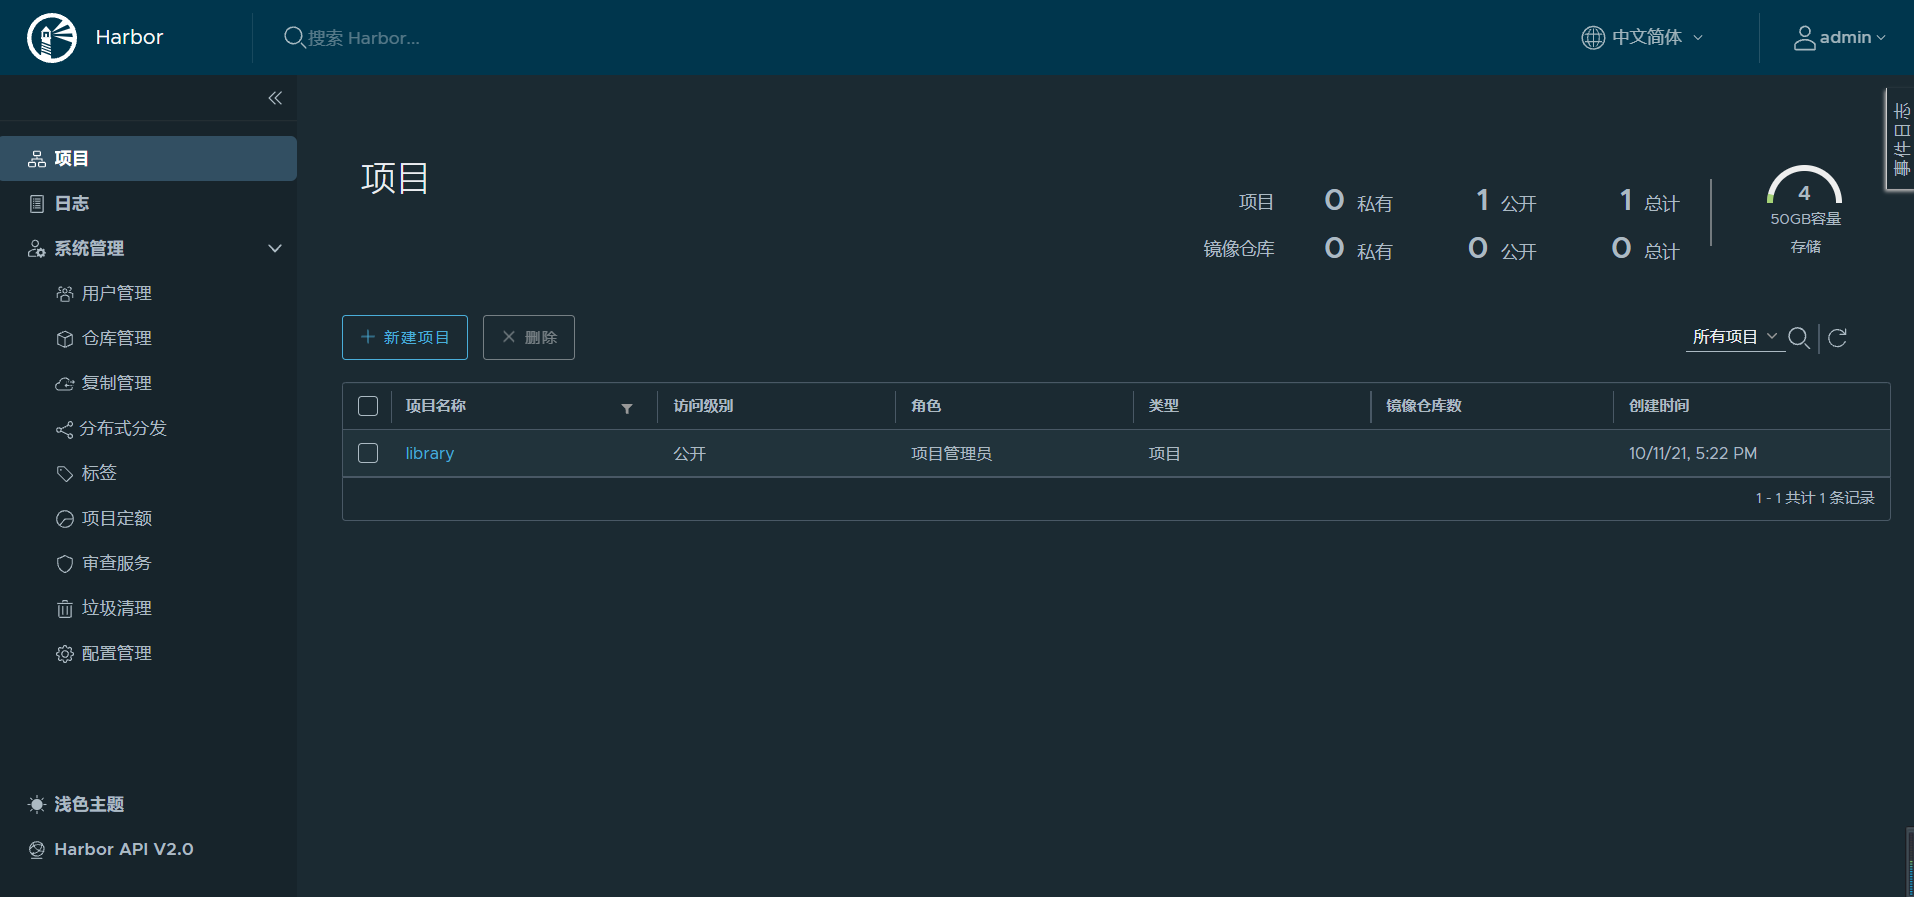 Harbor
搜索 Harbor...
中文简体
admin
事件日志
项目
日志
系统管理
用户管理
仓库管理
复制管理
分布式分发
标签
项目定额
审查服务
垃圾清理
配置管理
浅色主题
Harbor API V2.0
项目
项目 0 私有 1 公开 1 总计
镜像仓库 0 私有 0 公开 0 总计
4
50GB容量
存储
新建项目 删除
所有项目
项目名称 访问级别 角色 类型 镜像仓库数 创建时间
library 公开 项目管理员 项目 10/11/21, 5:22 PM
1 - 1 共计 1 条记录